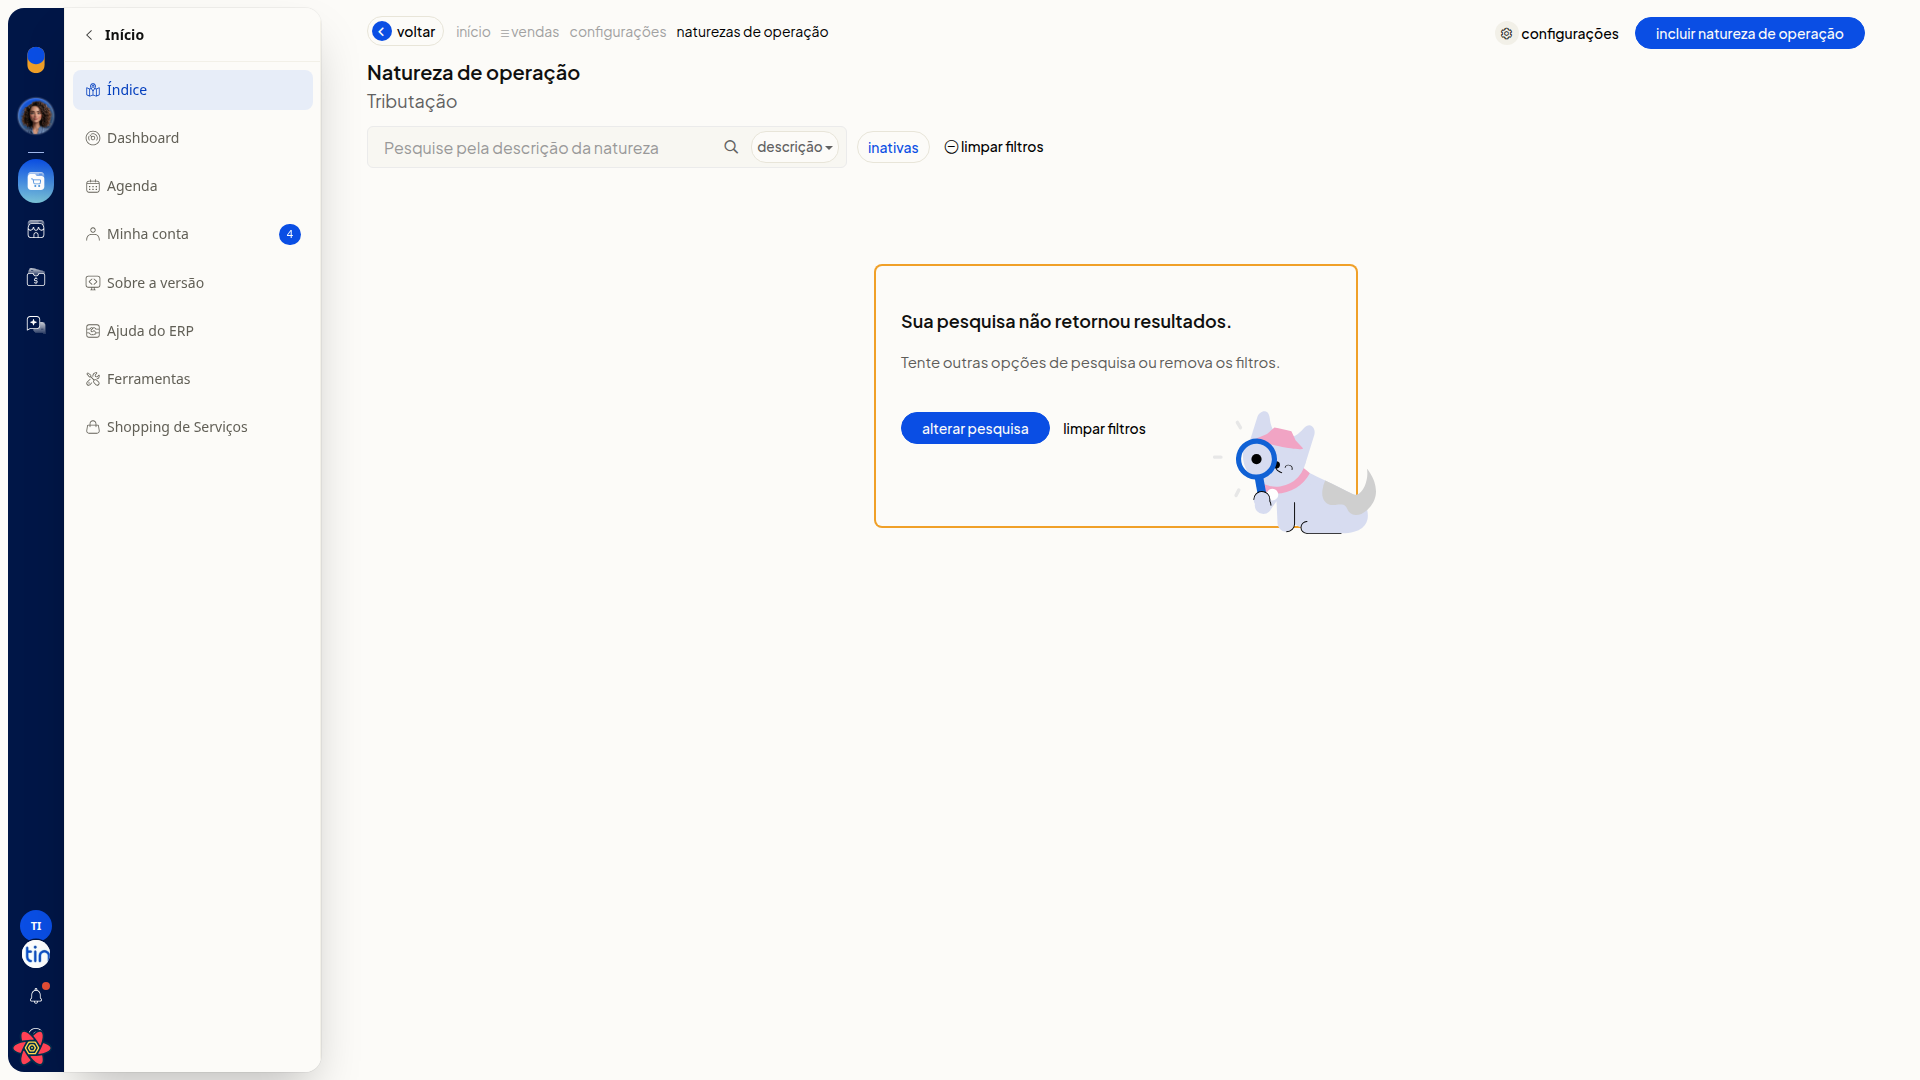 Início
Índice
Dashboard
Agenda
Minha conta
4
Sobre a versão
Ajuda do ERP
Ferramentas
Shopping de Serviços
TI
tin
voltar
início
vendas
configurações
naturezas de operação
configurações
incluir natureza de operação
Natureza de operação
Tributação
Pesquise pela descrição da natureza
descrição
inativas
limpar filtros
Sua pesquisa não retornou resultados.
Tente outras opções de pesquisa ou remova os filtros.
alterar pesquisa
limpar filtros